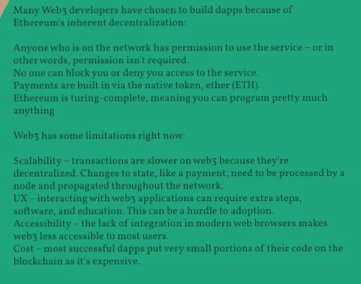 Many Web3 developers have chosen to build dapps because of
Ethereum's inherent decentralization:
Anyone who is on the network has permission to use the service – or in
other words, permission isn't required.
No one can block you or deny you access to the service.
Payments are built in via the native token, ether (ETH).
Ethereum is turing-complete, meaning you can program pretty much
anything
Web3 has some limitations right now:
Scalability – transactions are slower on web3 because they're
decentralized. Changes to state, like a payment, need to be processed by a
node and propagated throughout the network.
UX – interacting with web3 applications can require extra steps,
software, and education. This can be a hurdle to adoption.
Accessibility – the lack of integration in modern web browsers makes
web3 less accessible to most users.
Cost – most successful dapps put very small portions of their code on the
blockchain as it's expensive.